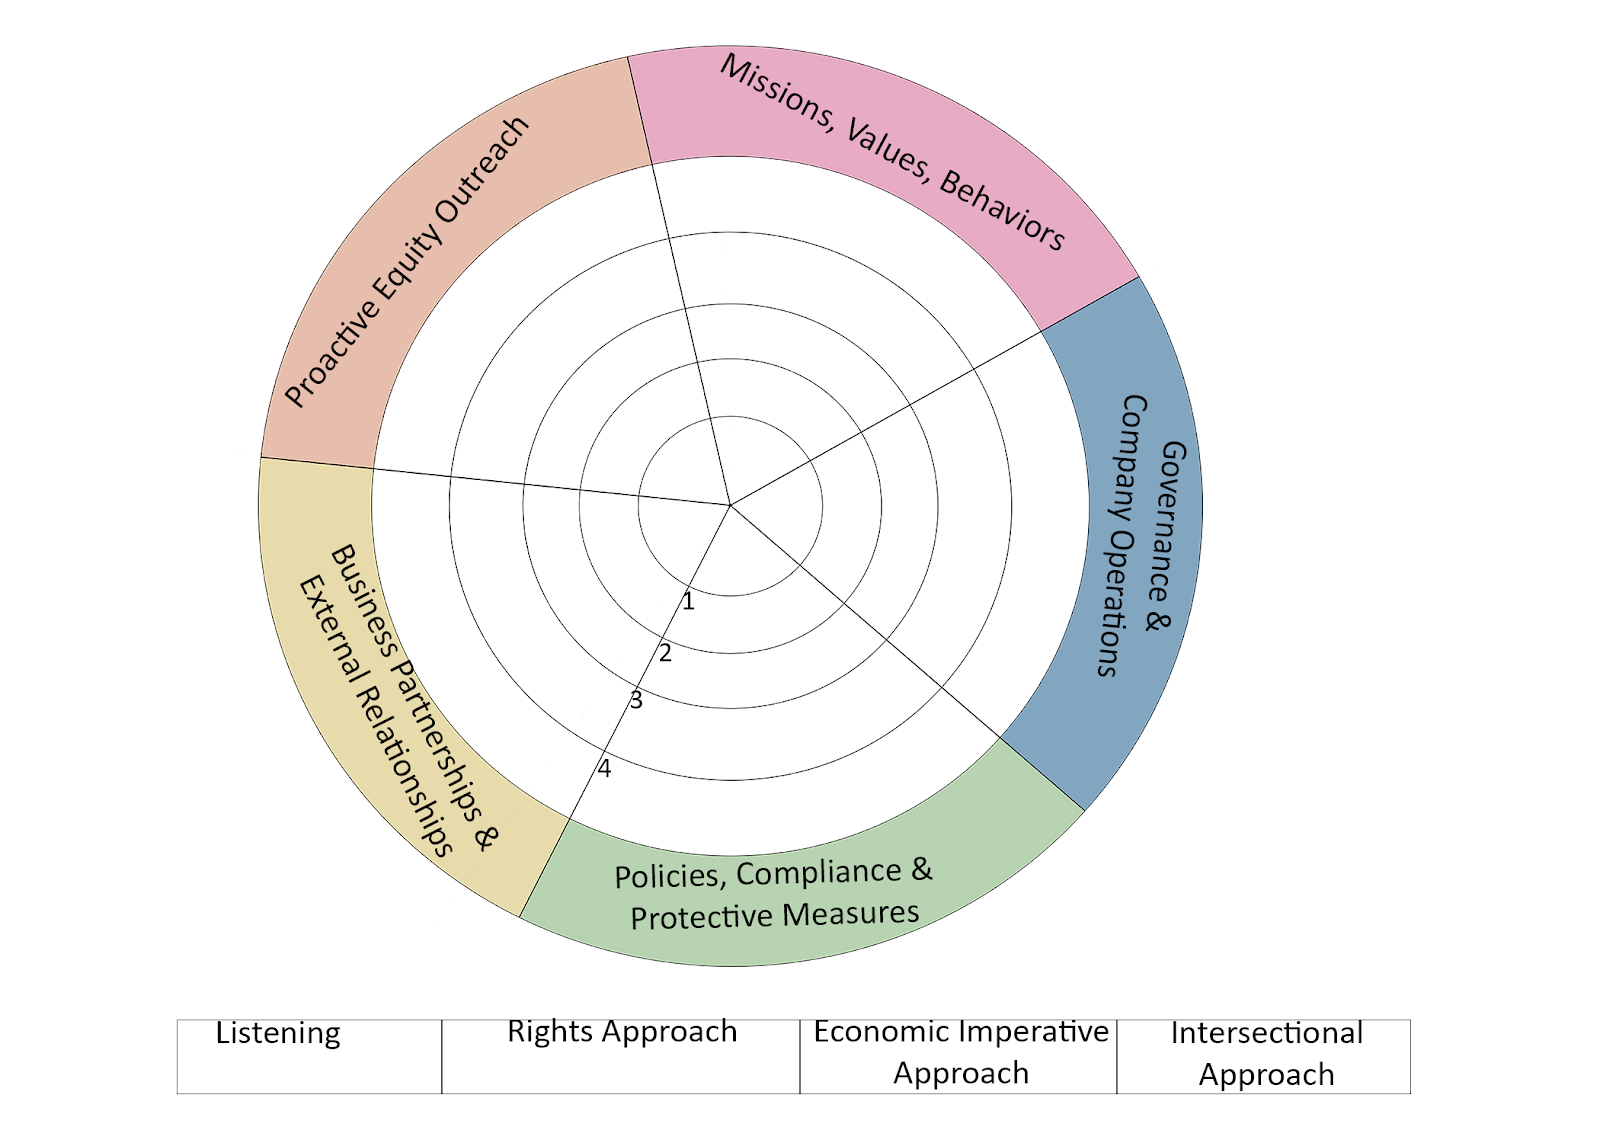 Missions, Values, Behaviors
Proactive Equity Outreach
Governance &
Company Operations
Business Partnerships &
External Relationships
1
2
3
4
Policies, Compliance &
Protective Measures
Listening
Rights Approach
Economic Imperative
Approach
Intersectional
Approach